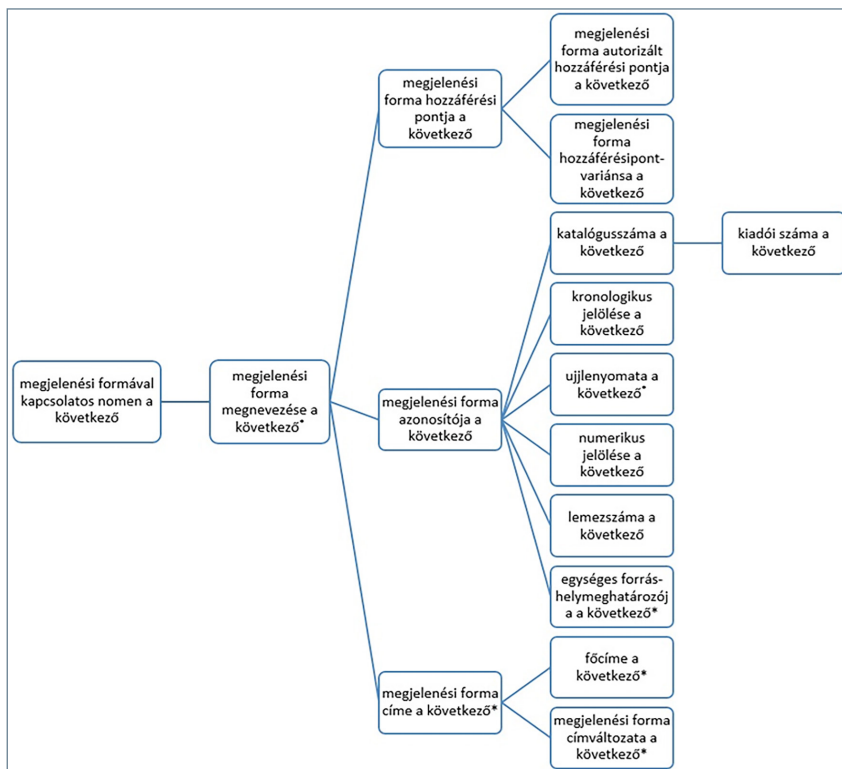 megjelenési formával
kapcsolatos nomen a
következő
megjelenési
forma
megnevezése a
következő*
megjelenési
forma hozzáférési
pontja a
következő
megjelenési
forma autorizált
hozzáférési pontja
a következő
megjelenési
forma
hozzáférésipont-
variánsa a
következő
megjelenési forma
azonosítója a
következő
katalógusszáma a
következő
kiadói száma a
következő
kronologikus
jelölése a
következő
ujjlenyomata a
következő*
numerikus
jelölése a
következő
lemezszáma a
következő
egységes forrás-
helymeghatározój
a a következő*
megjelenési forma
címe a következő*
főcíme a
következő*
megjelenési forma
címváltozata a
következő*